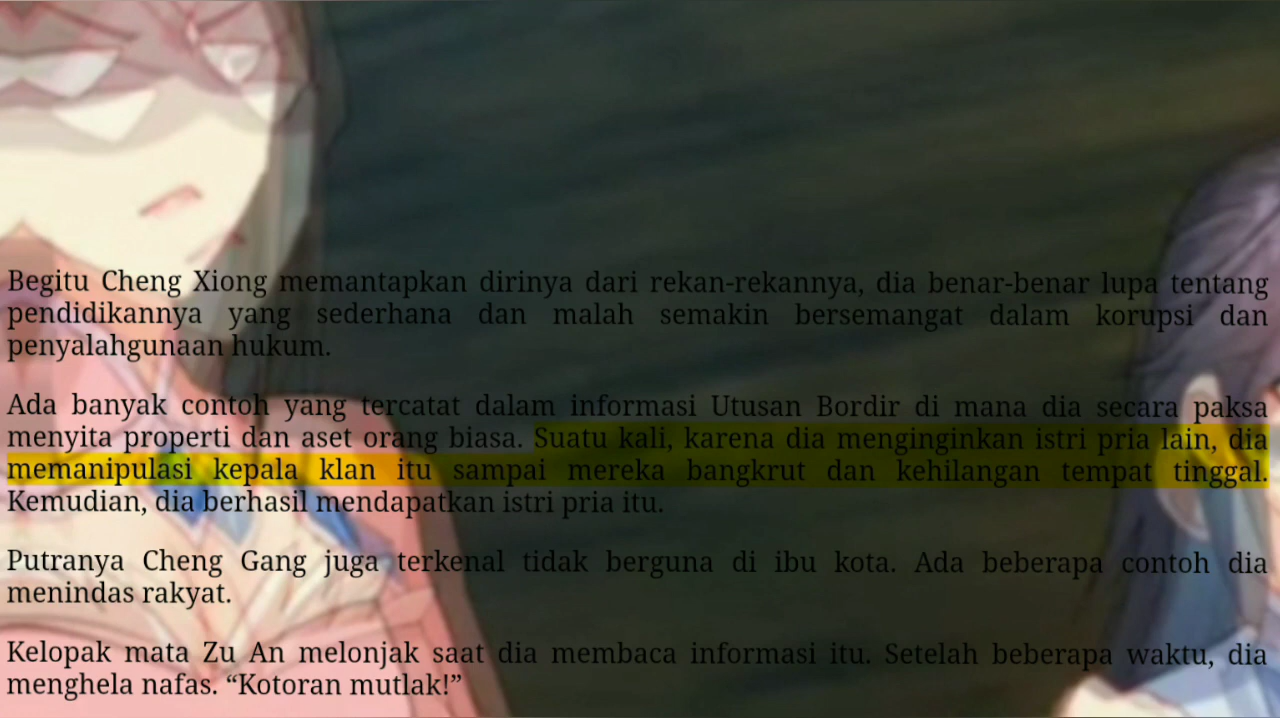 Begitu Cheng Xiong memantapkan dirinya dari rekan-rekannya, dia benar-benar lupa tentang
pendidikannya yang sederhana dan malah semakin bersemangat dalam korupsi dan
penyalahgunaan hukum.
Ada banyak contoh yang tercatat dalam informasi Utusan Bordir di mana dia secara paksa
menyita properti dan aset orang biasa. Suatu kali, karena dia menginginkan istri pria lain, dia
memanipulasi kepala klan itu sampai mereka bangkrut dan kehilangan tempat tinggal.
Kemudian, dia berhasil mendapatkan istri pria itu.
Putranya Cheng Gang juga terkenal tidak berguna di ibu kota. Ada beberapa contoh dia
menindas rakyat.
Kelopak mata Zu An melonjak saat dia membaca informasi itu. Setelah beberapa waktu, dia
menghela nafas. “Kotoran mutlak!”